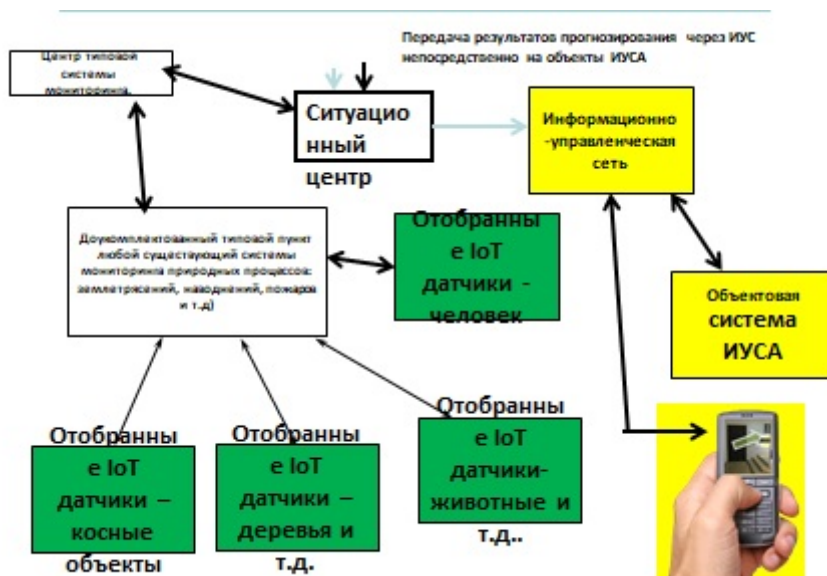 Передача результатов прогнозирования через ИУС
непосредственно на объекты ИУСА
Центр типовой
системы
мониторинга.
Ситуацио
нный
центр
Информационно
-управленческая
сеть
Доукомплектованный типовой пункт
любой существующий системы
мониторинга природных процессов:
землетрясений, наводнений, пожаров
и т.д)
Отобранны
е IoT
датчики -
человек
Объектовая
система
ИУСА
Отобранны
е IoT
датчики –
косные
объекты
Отобранны
е IoT
датчики –
деревья и
т.д.
Отобранны
е IoT
датчики-
животные и
т.д..